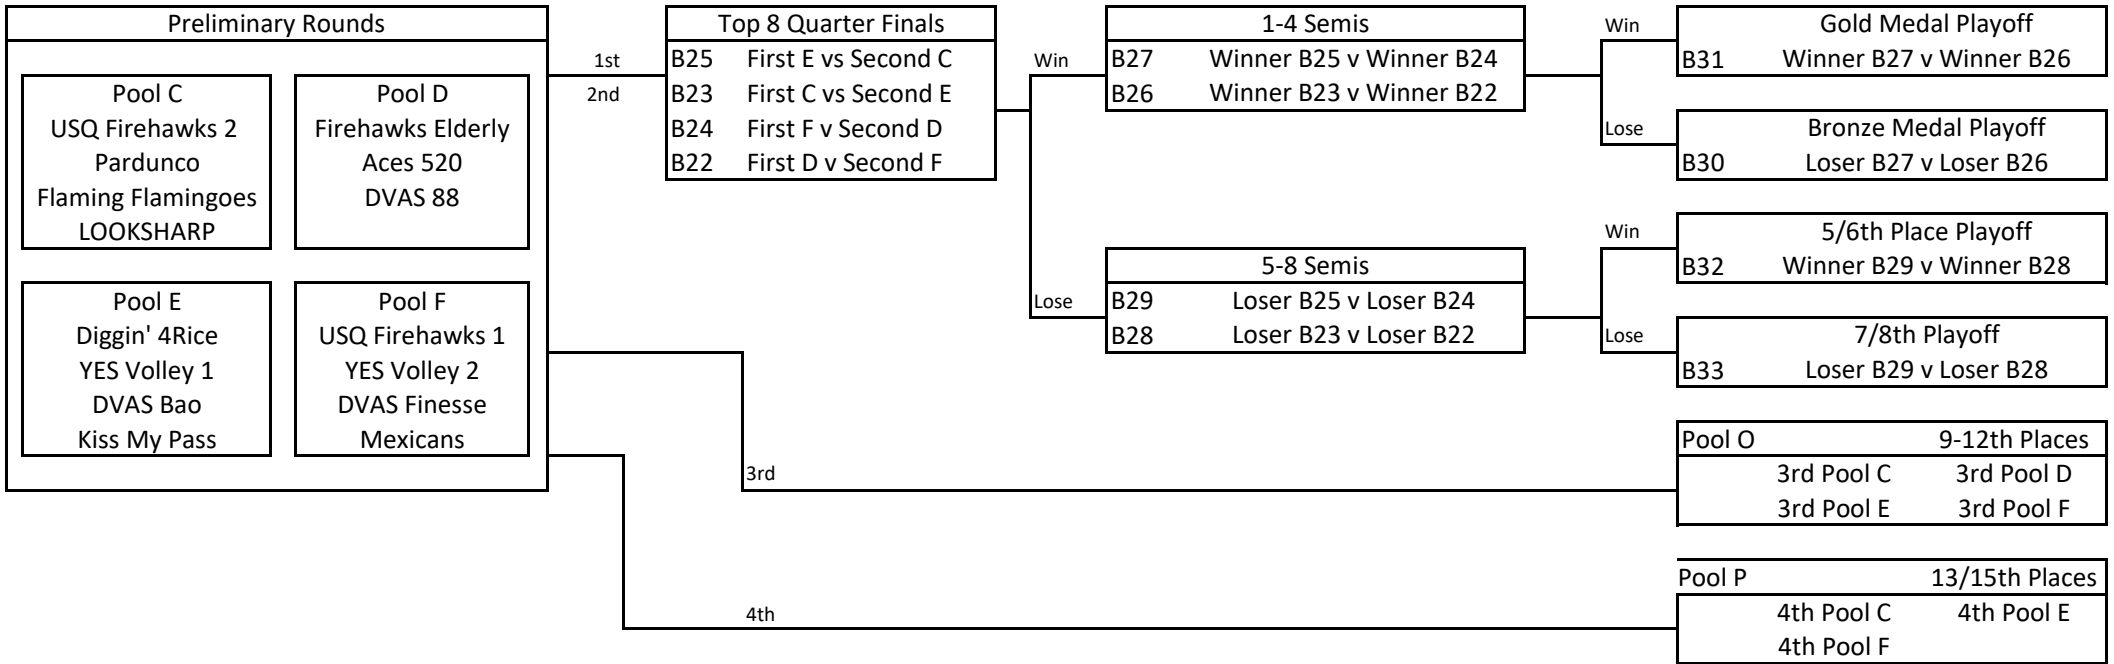 Preliminary Rounds
Pool C
USQ Firehawks 2
Pardunco
Flaming Flamingoes
LOOKSHARP
Pool D
Firehawks Elderly
Aces 520
DVAS 88
Pool E
Diggin' 4Rice
YES Volley 1
DVAS Bao
Kiss My Pass
Pool F
USQ Firehawks 1
YES Volley 2
DVAS Finesse
Mexicans
1st
2nd
Top 8 Quarter Finals
B25 First E vs Second C
B23 First C vs Second E
B24 First F v Second D
B22 First D v Second F
Win
Lose
1-4 Semis
B27 Winner B25 v Winner B24
B26 Winner B23 v Winner B22
5-8 Semis
B29 Loser B25 v Loser B24
B28 Loser B23 v Loser B22
Win
Lose
Gold Medal Playoff
B31 Winner B27 v Winner B26
Bronze Medal Playoff
B30 Loser B27 v Loser B26
Win
Lose
5/6th Place Playoff
B32 Winner B29 v Winner B28
7/8th Playoff
B33 Loser B29 v Loser B28
3rd
Pool O 9-12th Places
3rd Pool C 3rd Pool D
3rd Pool E 3rd Pool F
4th
Pool P 13/15th Places
4th Pool C 4th Pool E
4th Pool F